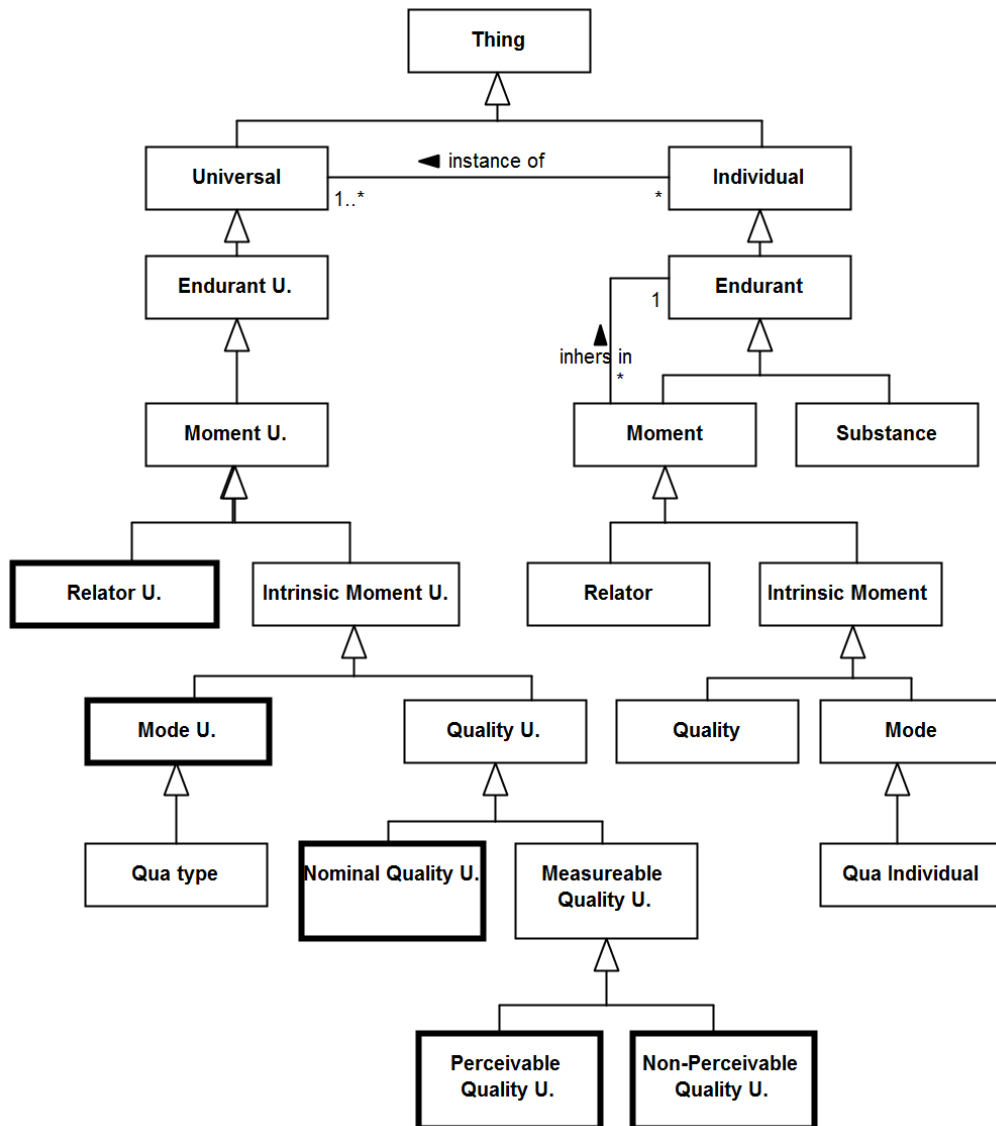 Thing
◄ instance of
Universal
Individual
1..*
*
Endurant U.
Endurant
1
inhers in
*
Moment U.
Moment
Substance
Relator U.
Intrinsic Moment U.
Relator
Intrinsic Moment
Mode U.
Quality U.
Quality
Mode
Qua type
Nominal Quality U.
Measureable
Quality U.
Qua Individual
Perceivable
Quality U.
Non-Perceivable
Quality U.